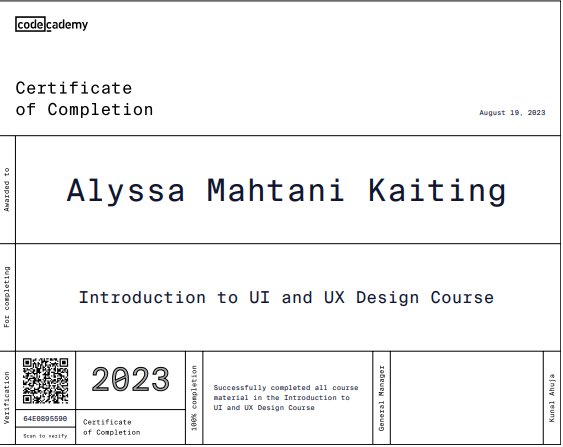 codecademy
Certificate
of Completion
August 19, 2023
Awarded to
Alyssa Mahtani Kaiting
For completing
Introduction to UI and UX Design Course
Verification
64E0895590
Scan to verify
2023
Certificate
of Completion
100% completion
Successfully completed all course
material in the Introduction to
UI and UX Design Course
General Manager
Kunal Ahuja